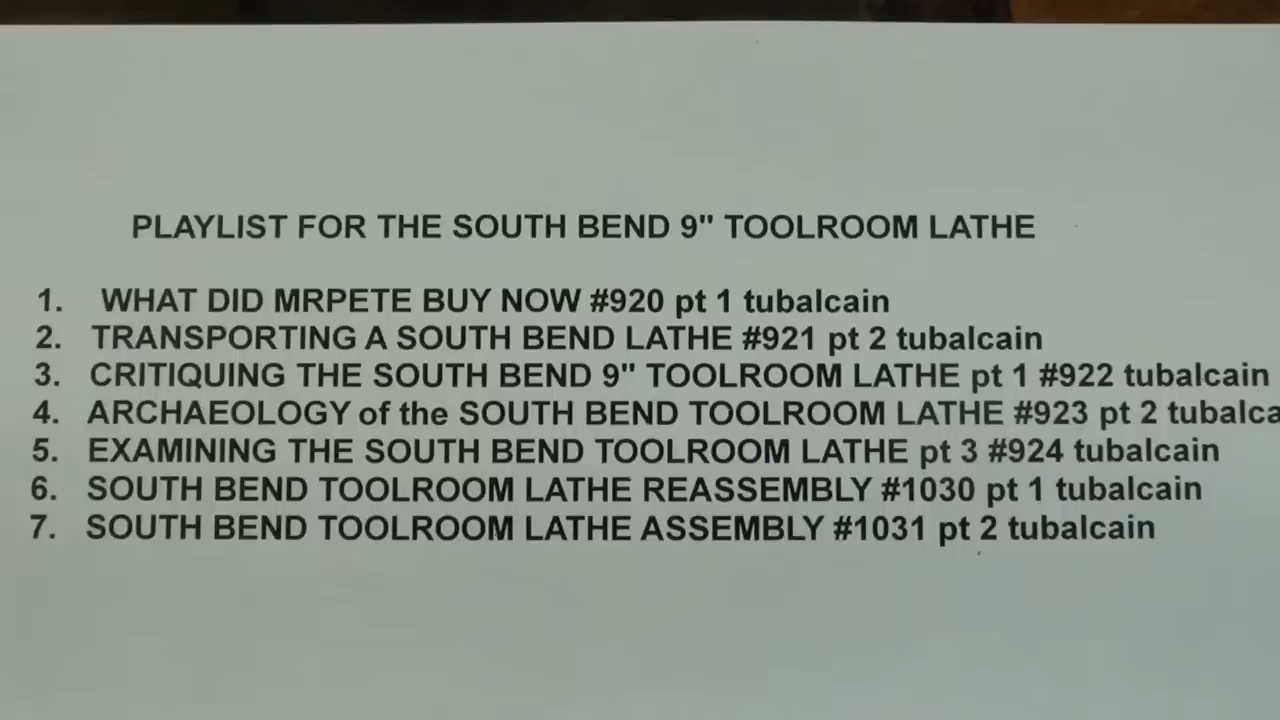 PLAYLIST FOR THE SOUTH BEND 9" TOOLROOM LATHE
1. WHAT DID MRPETE BUY NOW #920 pt 1 tubalcain
2. TRANSPORTING A SOUTH BEND LATHE #921 pt 2 tubalcain
3. CRITIQUING THE SOUTH BEND 9" TOOLROOM LATHE pt 1 #922 tubalcain
4. ARCHAEOLOGY of the SOUTH BEND TOOLROOM LATHE #923 pt 2 tubalca
5. EXAMINING THE SOUTH BEND TOOLROOM LATHE pt 3 #924 tubalcain
6. SOUTH BEND TOOLROOM LATHE REASSEMBLY #1030 pt 1 tubalcain
7. SOUTH BEND TOOLROOM LATHE ASSEMBLY #1031 pt 2 tubalcain